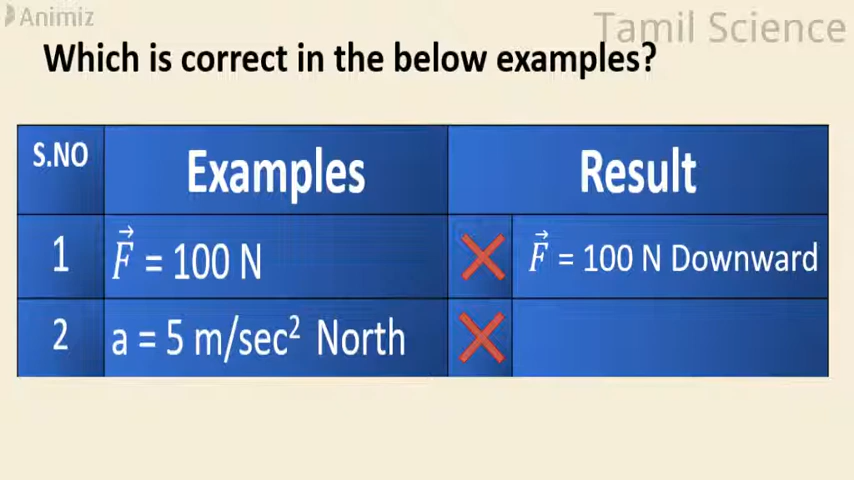 Animiz
Tamil Science
Which is correct in the below examples?
S.NO Examples Result
1 F⃗ = 100 N ❌ F⃗ = 100 N Downward
2 a = 5 m/sec² North ❌